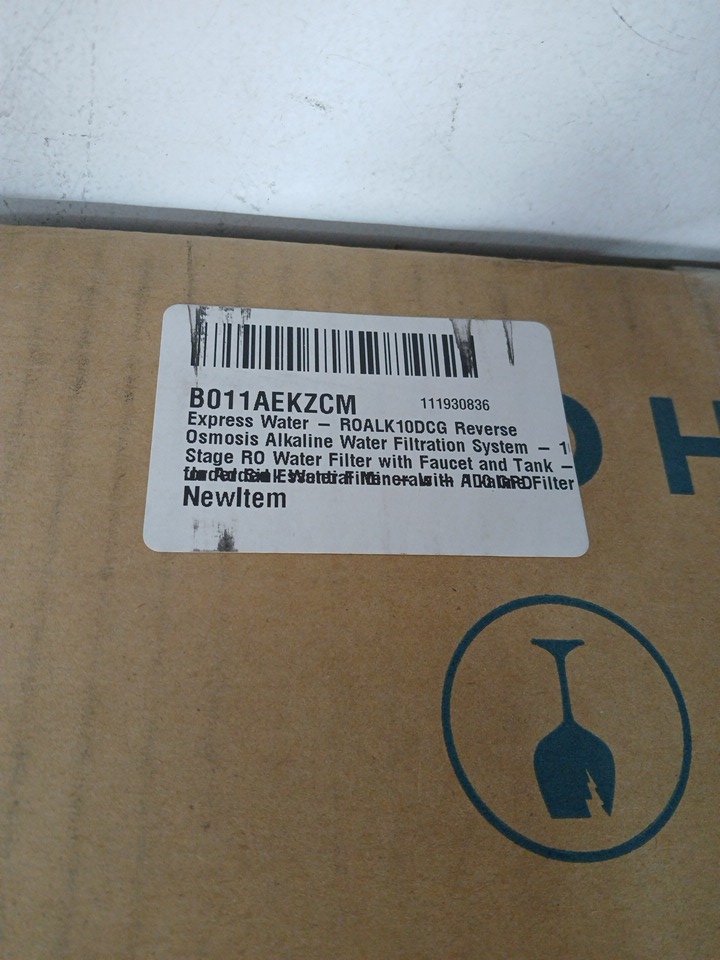 B011AEKZCM 111930836
Express Water – ROALK10DCG Reverse
Osmosis Alkaline Water Filtration System – 1
Stage RO Water Filter with Faucet and Tank –
Filter
NewItem
H